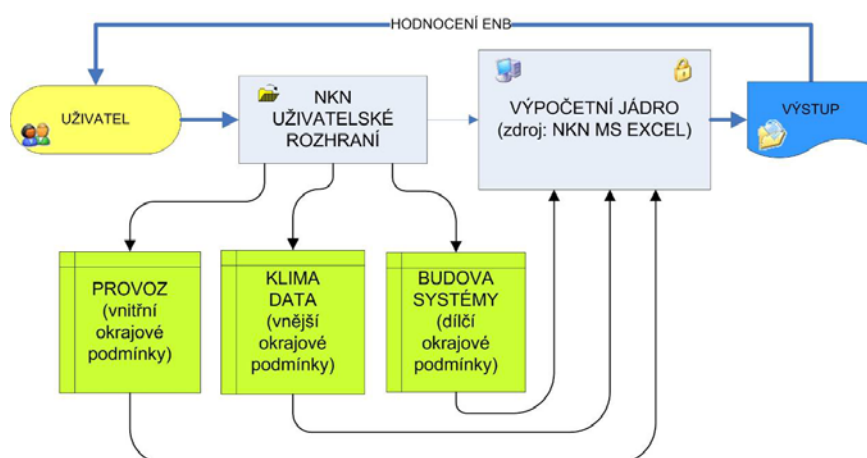 HODNOCENÍ ENB
UŽIVATEL
NKN
UŽIVATELSKÉ
ROZHRANÍ
VÝPOČETNÍ JÁDRO
(zdroj: NKN MS EXCEL)
VÝSTUP
PROVOZ
(vnitřní
okrajové
podmínky)
KLIMA
DATA
(vnější
okrajové
podmínky)
BUDOVA
SYSTÉMY
(dílčí
okrajové
podmínky)